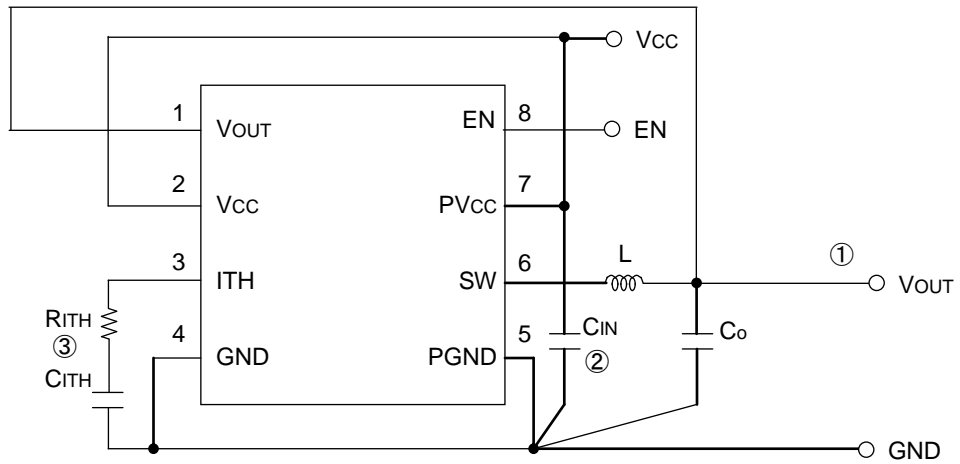 VCC
1
VOUT
EN
8
EN
2
VCC
PVCC
7
3
ITH
SW
6
L
①
VOUT
RITH
③
CITH
4
GND
PGND
5
CIN
②
Co
GND